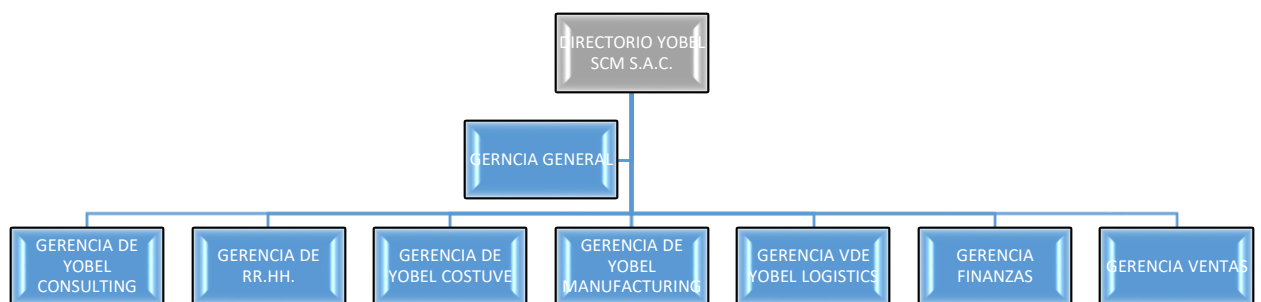 DIRECTORIO YOBEL
SCM S.A.C.
GERNCIA GENERAL
GERENCIA DE
YOBEL
CONSULTING
GERENCIA DE
RR.HH.
GERENCIA DE
YOBEL COSTUVE
GERENCIA DE
YOBEL
MANUFACTURING
GERENCIA VDE
YOBEL LOGISTICS
GERENCIA
FINANZAS
GERENCIA VENTAS